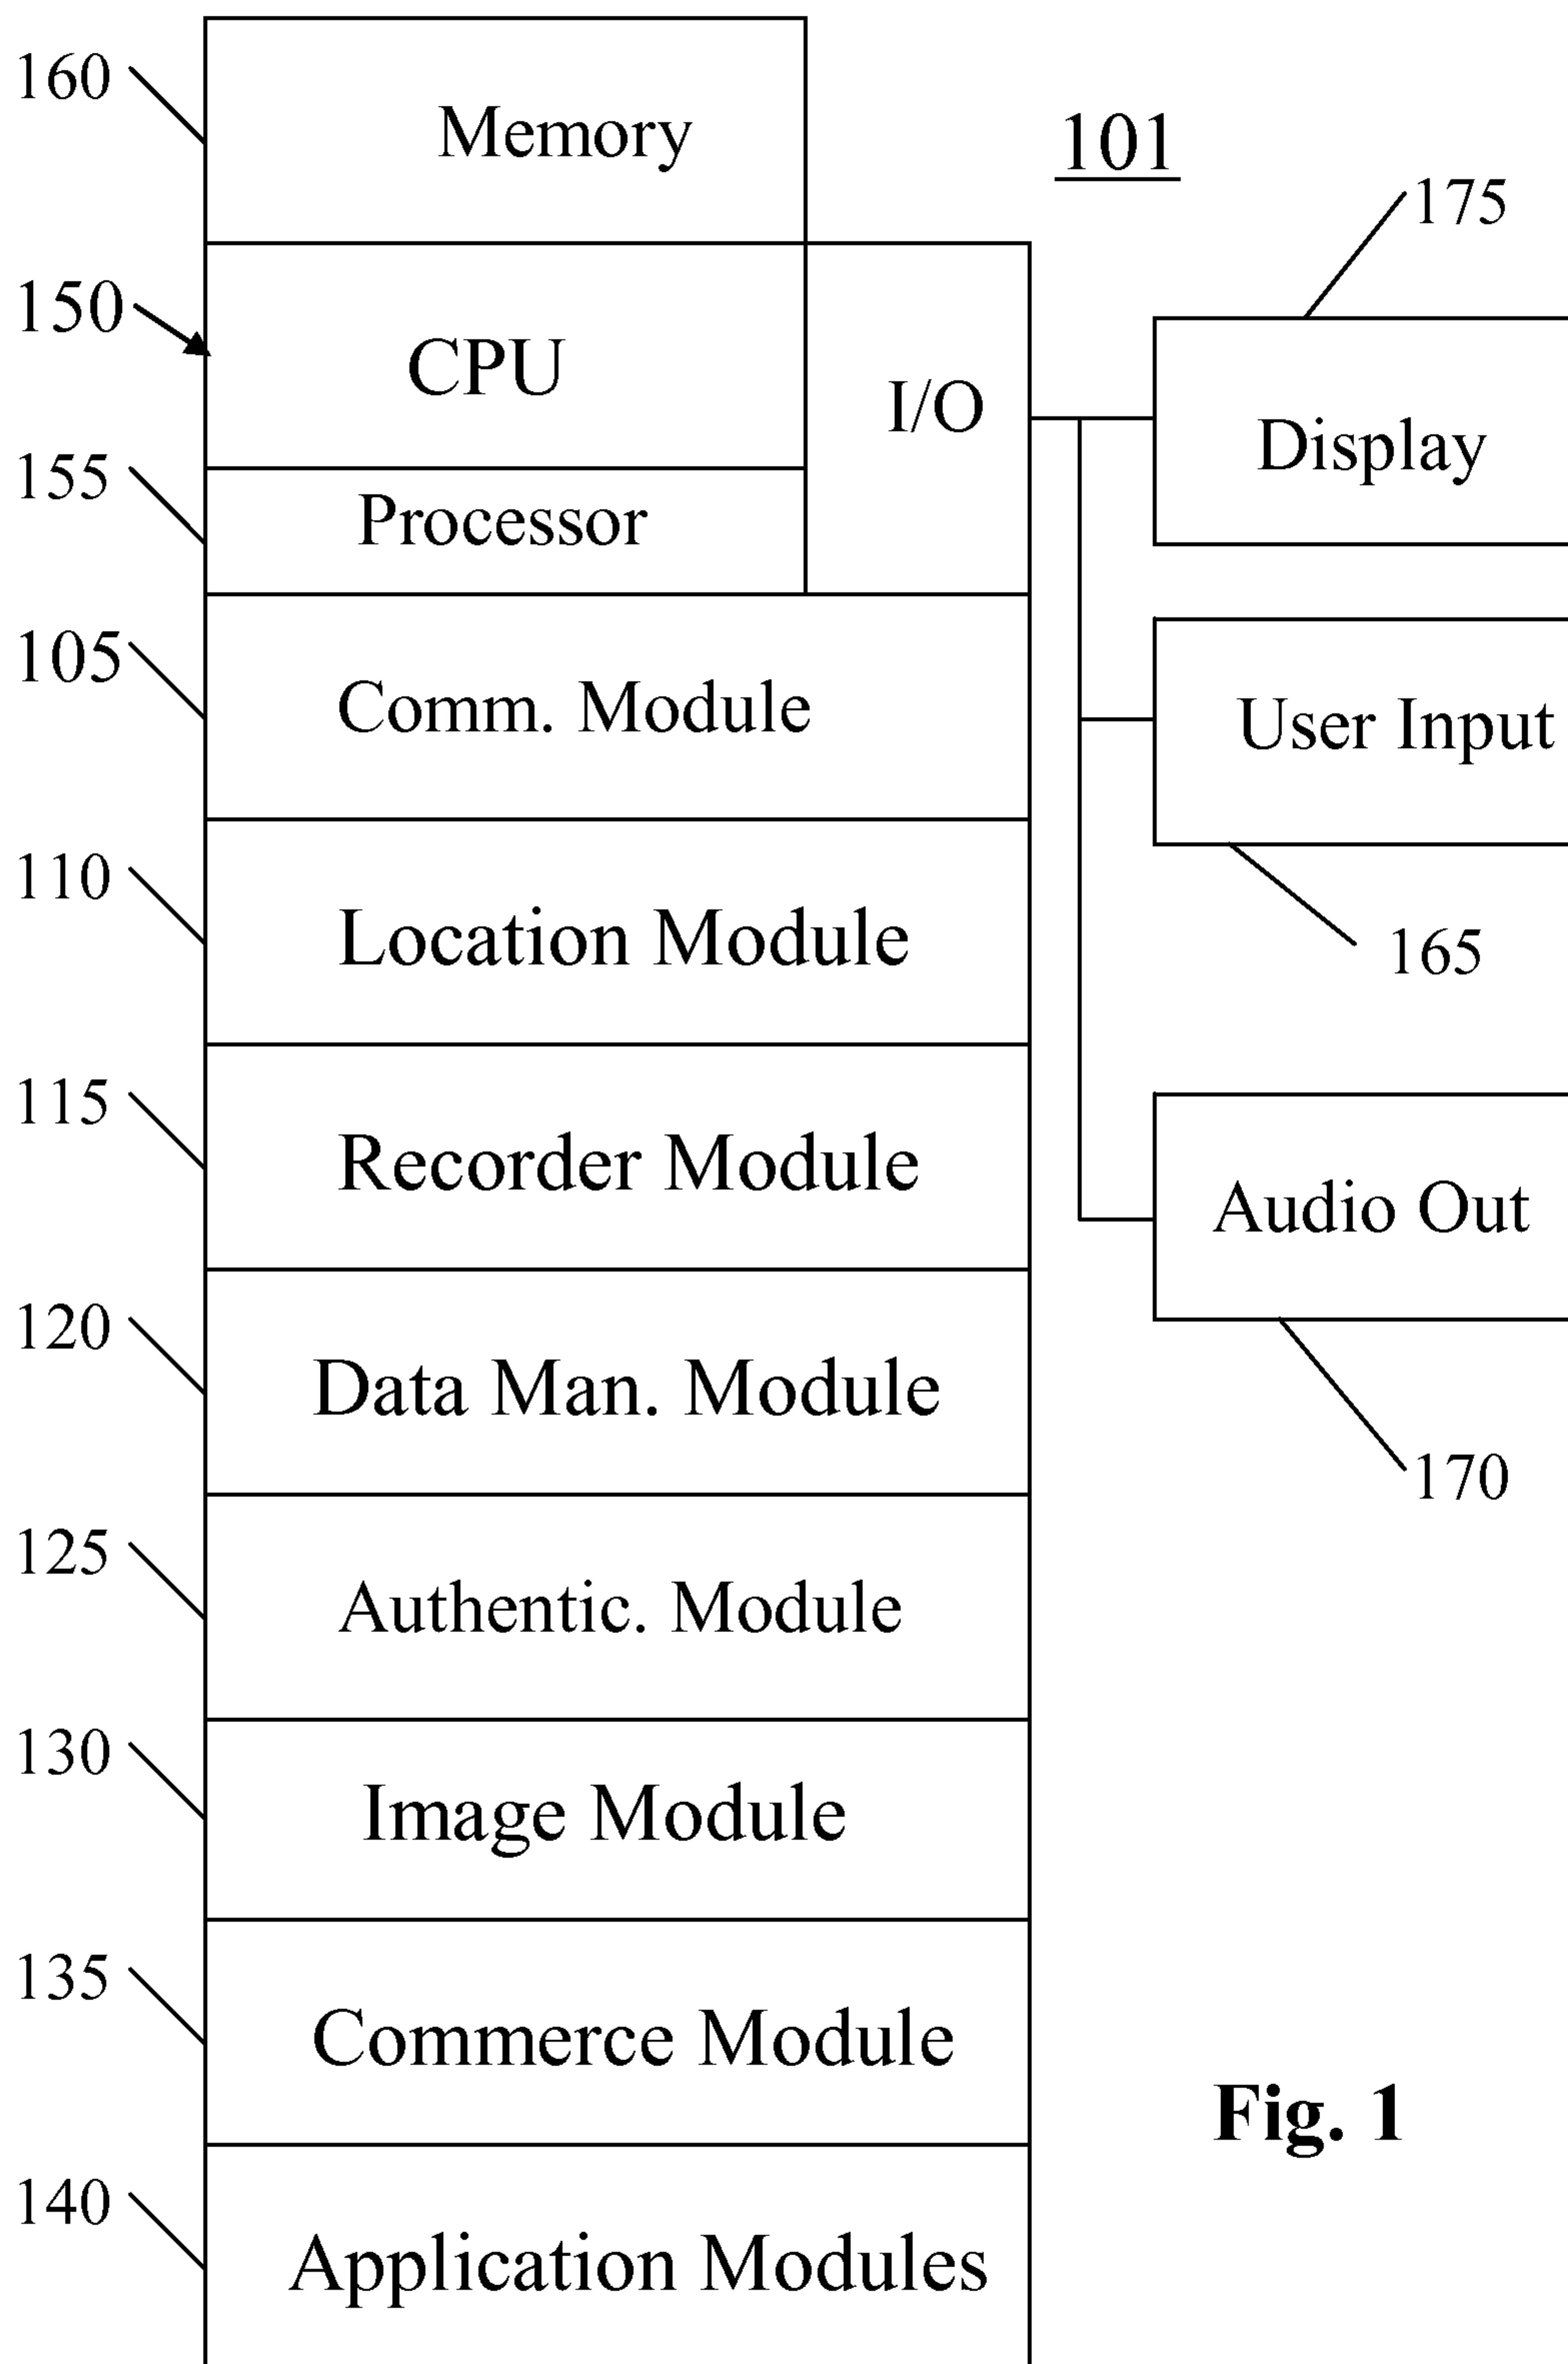 160
Memory
101
175
150
CPU
I/O
Display
155
Processor
105
Comm. Module
User Input
110
Location Module
165
115
Recorder Module
Audio Out
120
Data Man. Module
170
125
Authentic. Module
130
Image Module
135
Commerce Module
Fig. 1
140
Application Modules